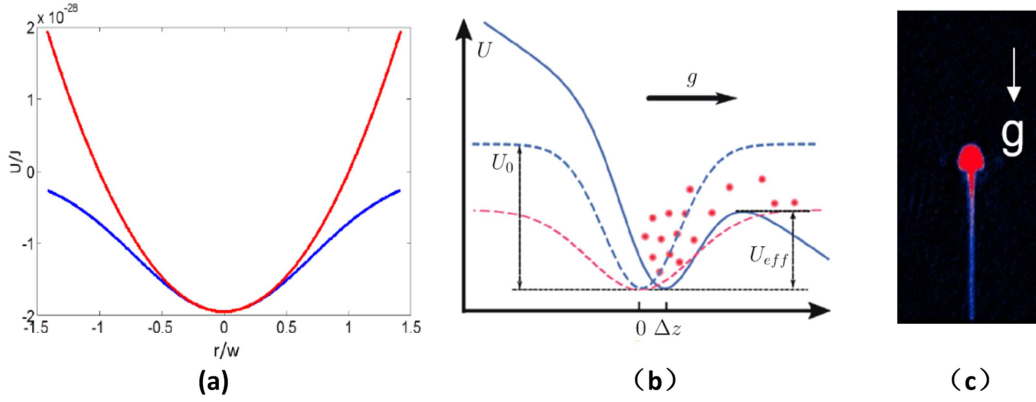 2 x 10⁻²⁸
1
0
-1
-2
U/J
-1.5 -1 -0.5 0 0.5 1 1.5
r/w
(a)
U
g
U₀
U_eff
0 Δz
(b)
g
(c)